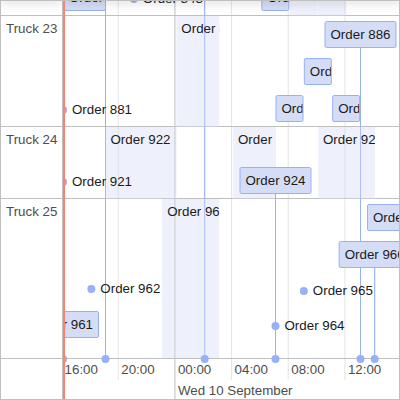 Truck 23
Order
Order 886
Ord
Order 881
Ord
Ord
Truck 24
Order 922
Order
Order 92
Order 921
Order 924
Truck 25
Order 96
Orde
Order 960
Order 962
Order 965
r 961
Order 964
16:00
20:00
00:00
04:00
08:00
12:00
Wed 10 September